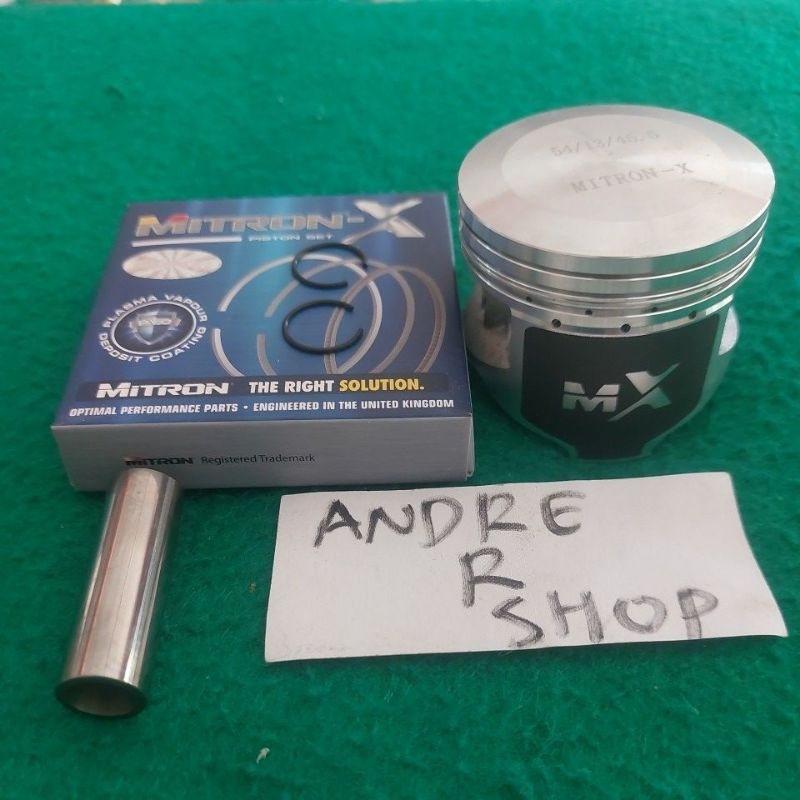 MITRON-X
PISTON SET
PLASMA VAPOUR
DEPOSIT COATING
PVD
MITRON THE RIGHT SOLUTION.
OPTIMAL PERFORMANCE PARTS • ENGINEERED IN THE UNITED KINGDOM
MITRON Registered Trademark
54/13/45.5
MITRON-X
MX
ANDRE
R
SHOP